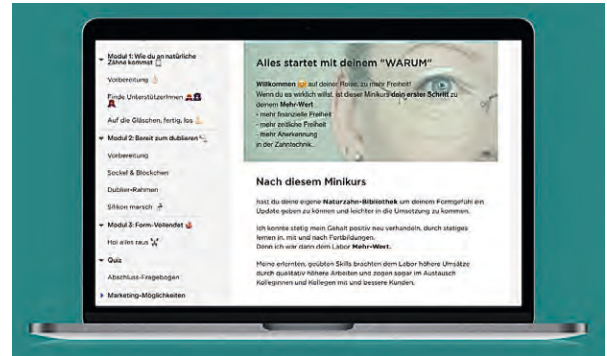 Modul 1: Wie du an natürliche
Zähne kommst
Vorbereitung
Finde UnterstützerInnen
Auf die Gläschen, fertig, los
Modul 2: Bereit zum dublieren
Vorbereitung
Sockel & Blöckchen
Dublier-Rahmen
Silikon marsch
Modul 3: Form-Vollendet
Hol alles raus
Quiz
Abschluss-Fragebogen
Marketing-Möglichkeiten
Alles startet mit deinem "WARUM"
Willkommen auf deiner Reise, zu mehr Freiheit!
Wenn du es wirklich willst, ist dieser Minikurs dein erster Schritt zu
deinem Mehr-Wert
- mehr finanzielle Freiheit
- mehr zeitliche Freiheit
- mehr Anerkennung
in der Zahntechnik.
Nach diesem Minikurs
hast du deine eigene Naturzahn-Bibliothek um deinem Formgefühl ein
Update geben zu können und leichter in die Umsetzung zu kommen.
Ich konnte stetig mein Gehalt positiv neu verhandeln, durch stetiges
lernen in, mit und nach Fortbildungen.
Denn ich war dann dem Labor Mehr-Wert.
Meine erlernten, geübten Skills brachten dem Labor höhere Umsätze
durch qualitativ höhere Arbeiten und zogen sogar im Austausch
Kolleginnen und Kollegen mit und bessere Kunden.